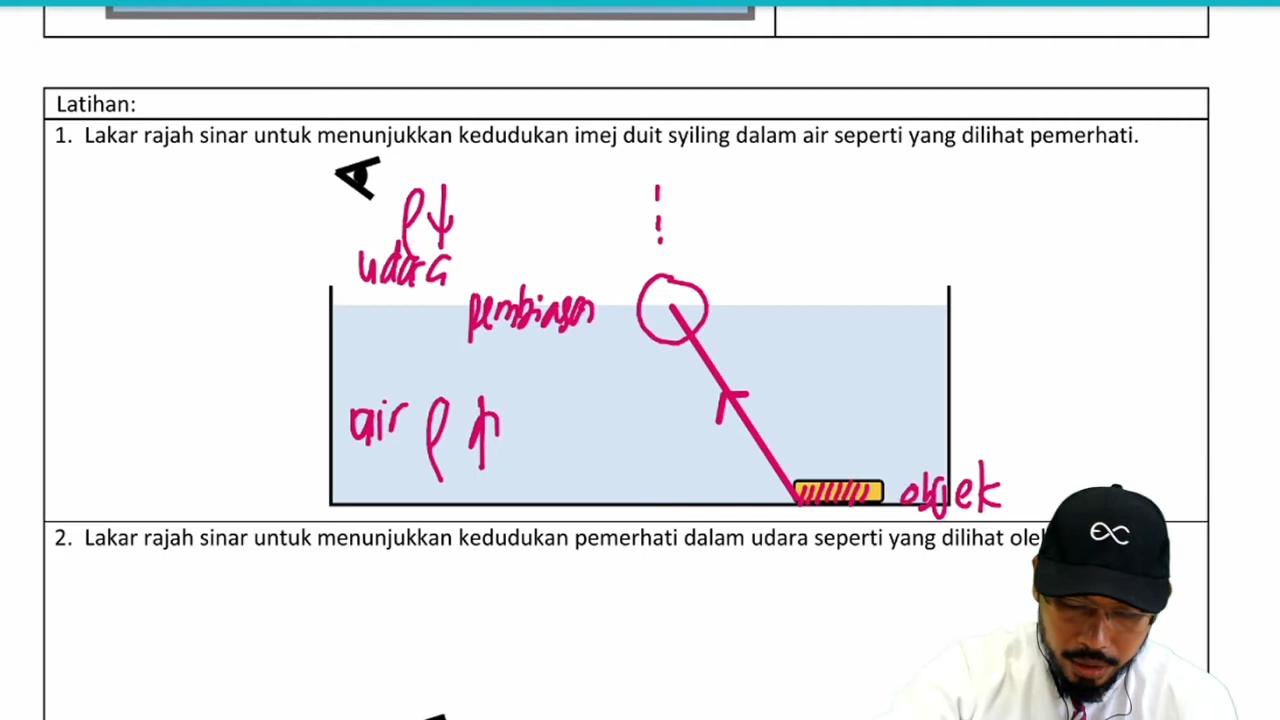 Latihan:
1. Lakar rajah sinar untuk menunjukkan kedudukan imej duit syiling dalam air seperti yang dilihat pemerhati.
ρ↓
udara
pembiasan
air ρ ↑
objek
2. Lakar rajah sinar untuk menunjukkan kedudukan pemerhati dalam udara seperti yang dilihat